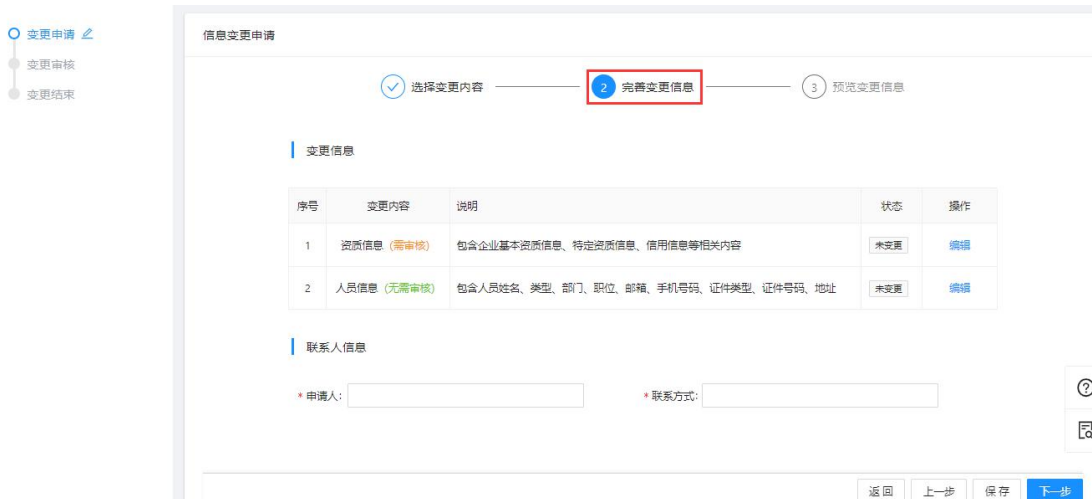 变更申请
变更审核
变更结束
信息变更申请
选择变更内容 2 完善变更信息 3 预览变更信息
变更信息
序号 变更内容 说明 状态 操作
1 资质信息 (需审核) 包含企业基本资质信息、特定资质信息、信用信息等相关内容 未变更 编辑
2 人员信息 (无需审核) 包含人员姓名、类型、部门、职位、邮箱、手机号码、证件类型、证件号码、地址 未变更 编辑
联系人信息
* 申请人: * 联系方式:
返回 上一步 保存 下一步